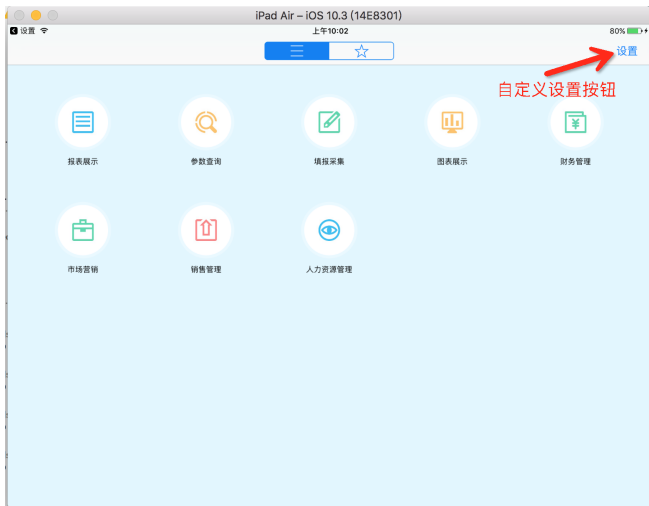 iPad Air – iOS 10.3 (14E8301)
设置 上午10:02 80%
设置
自定义设置按钮
报表展示 参数查询 填报采集 图表展示 财务管理
市场营销 销售管理 人力资源管理